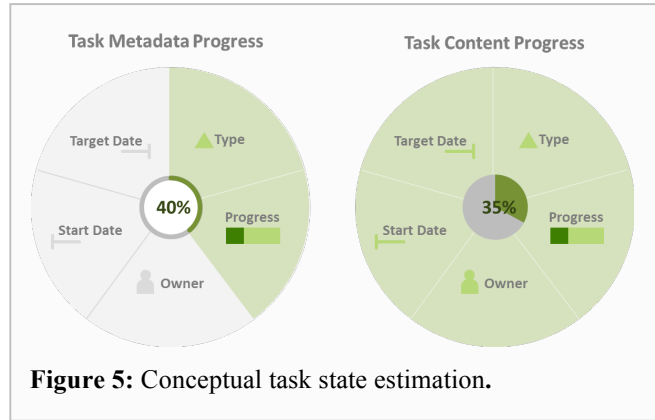 Task Metadata Progress
Target Date
Type
40%
Start Date
Progress
Owner
Task Content Progress
Target Date
Type
35%
Start Date
Progress
Owner
Figure 5: Conceptual task state estimation.